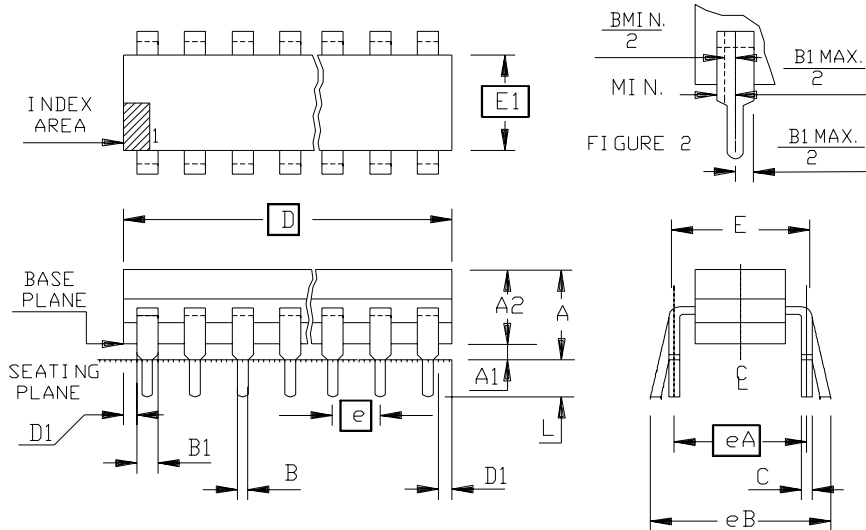 INDEX
AREA
1
E1
BMIN.
2
MIN.
B1 MAX.
2
FIGURE 2
B1 MAX.
2
D
BASE
PLANE
A2
A
SEATING
PLANE
A1
L
e
D1
B1
B
D1
E
C L
eA
C
eB